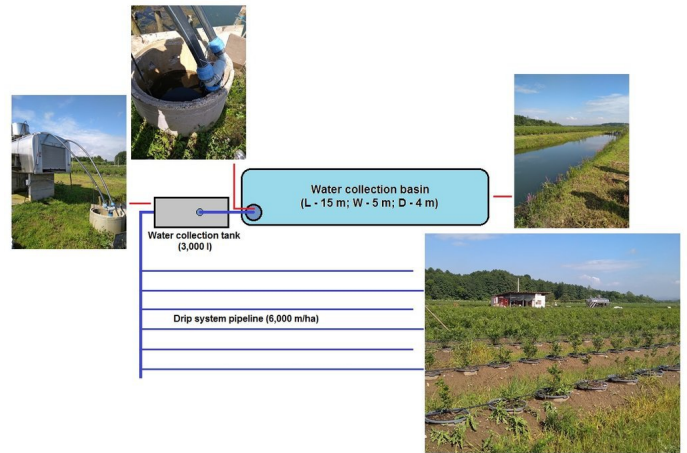 Water collection basin
(L - 15 m; W - 5 m; D - 4 m)
Water collection tank
(3,000 l)
Drip system pipeline (6,000 m/ha)